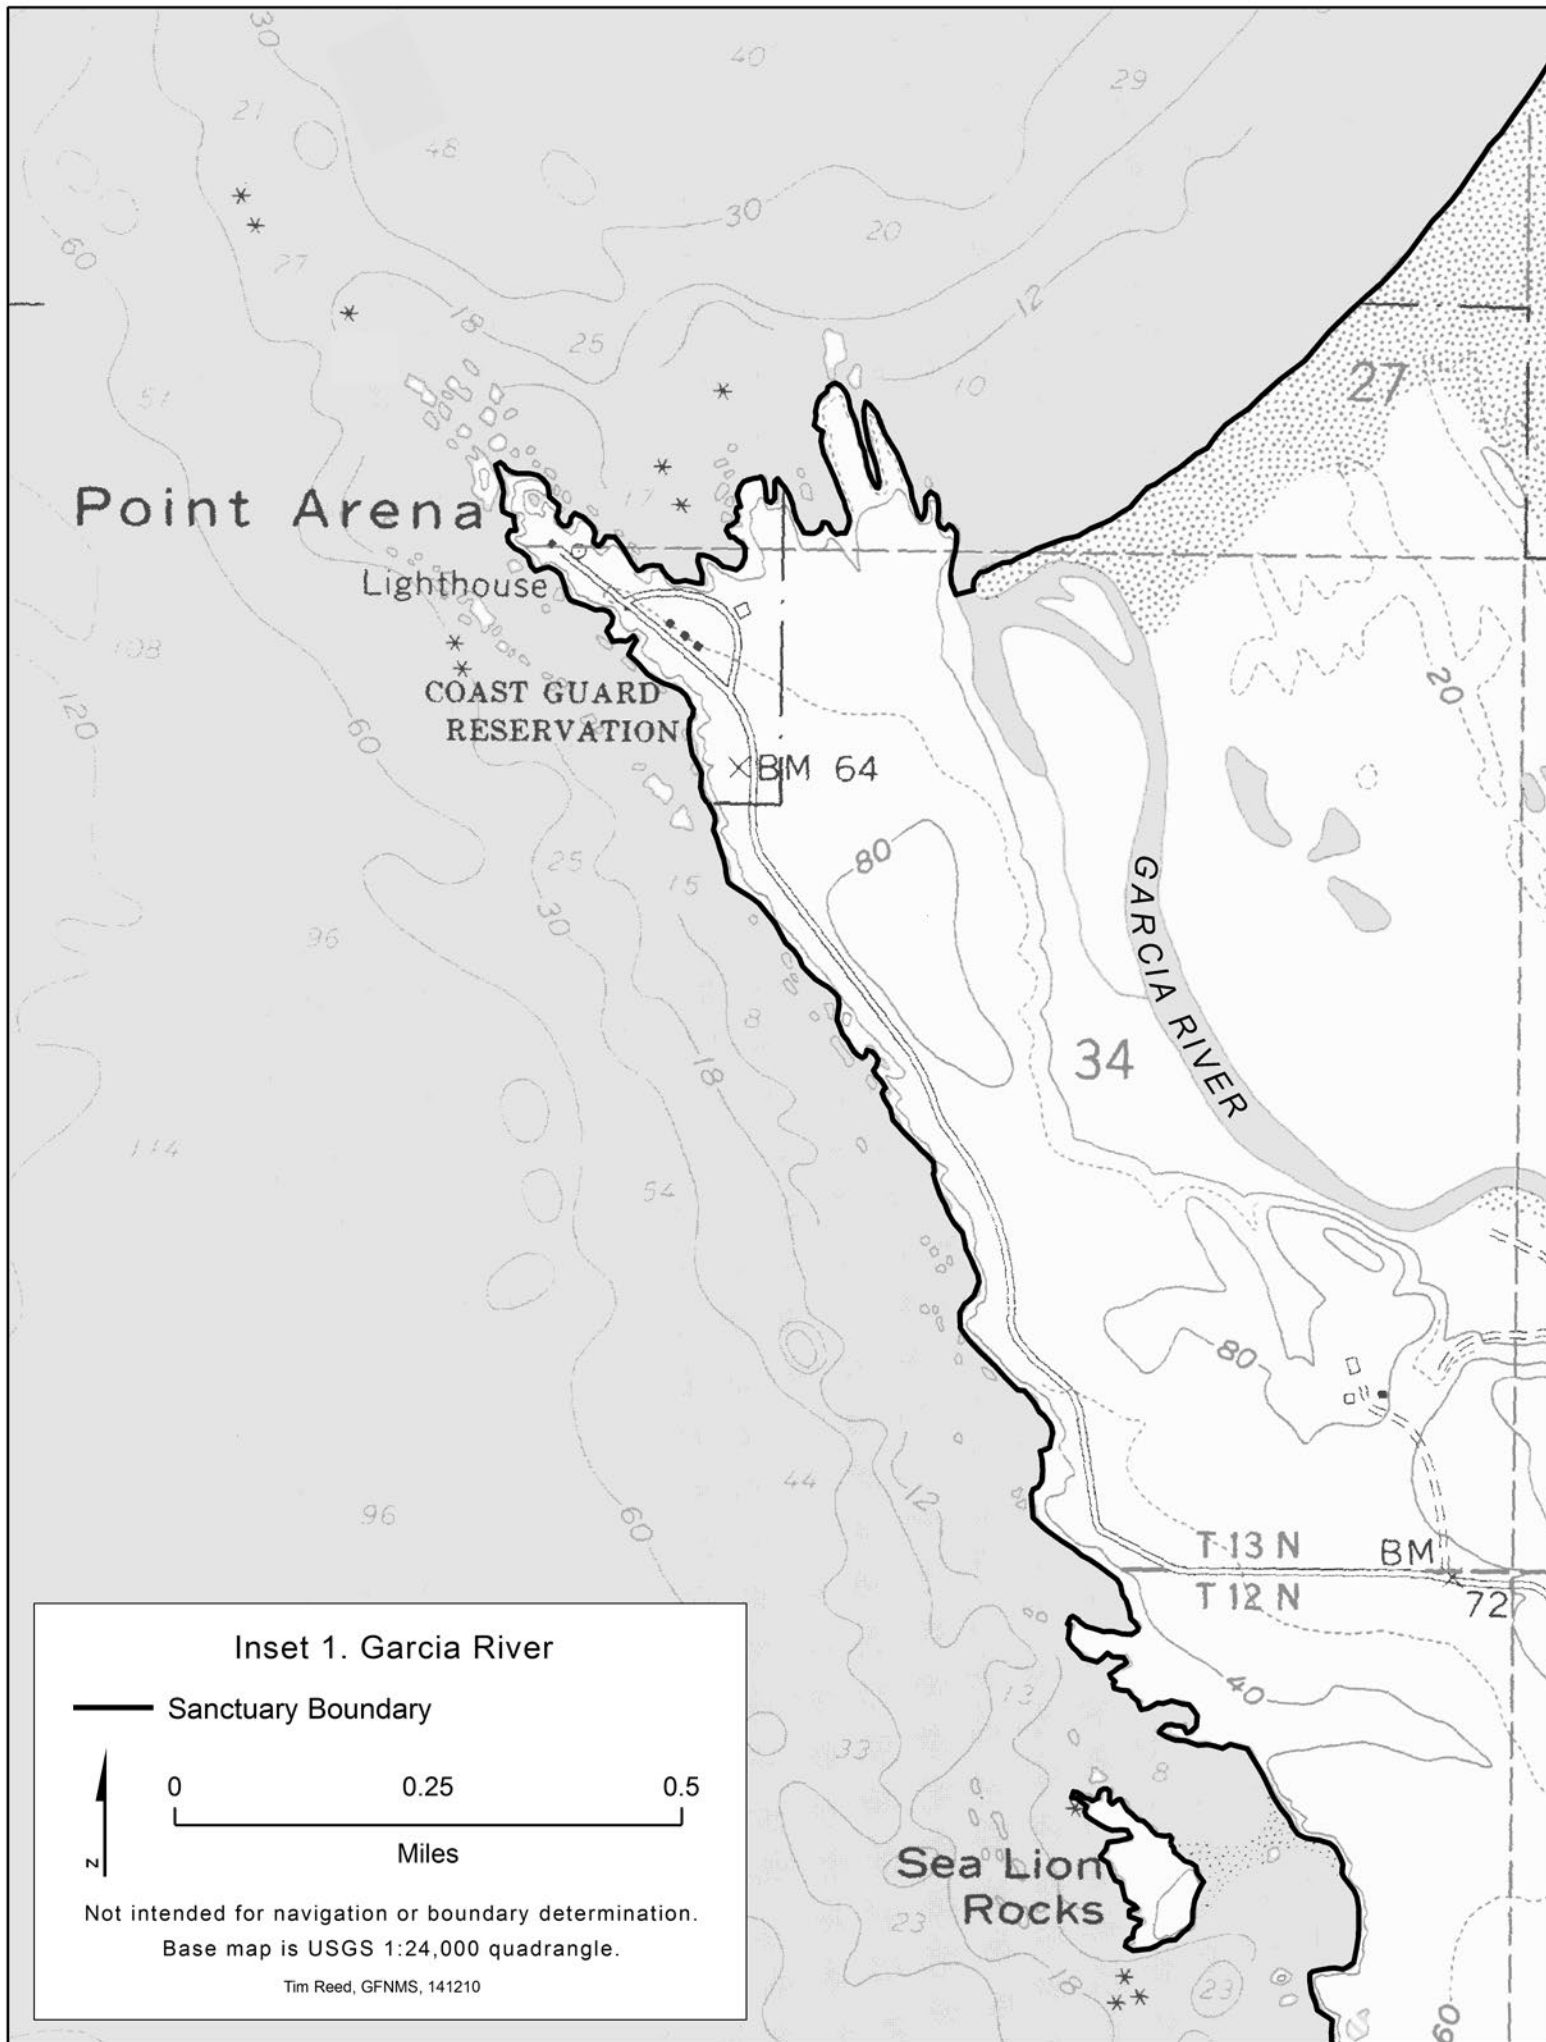 30
40
29
21
48
30
20
60
27
12
18
25
51
10
27
Point Arena
17
Lighthouse
108
COAST GUARD
RESERVATION
20
120
60
BM 64
80
25
15
GARCIA RIVER
30
96
8
34
18
114
54
80
44
12
96
60
T 13 N
BM
T 12 N
72
40
13
33
8
Sea Lion
Rocks
23
18
23
60
Inset 1. Garcia River
Sanctuary Boundary
0 0.25 0.5
Miles
N
Not intended for navigation or boundary determination.
Base map is USGS 1:24,000 quadrangle.
Tim Reed, GFNMS, 141210